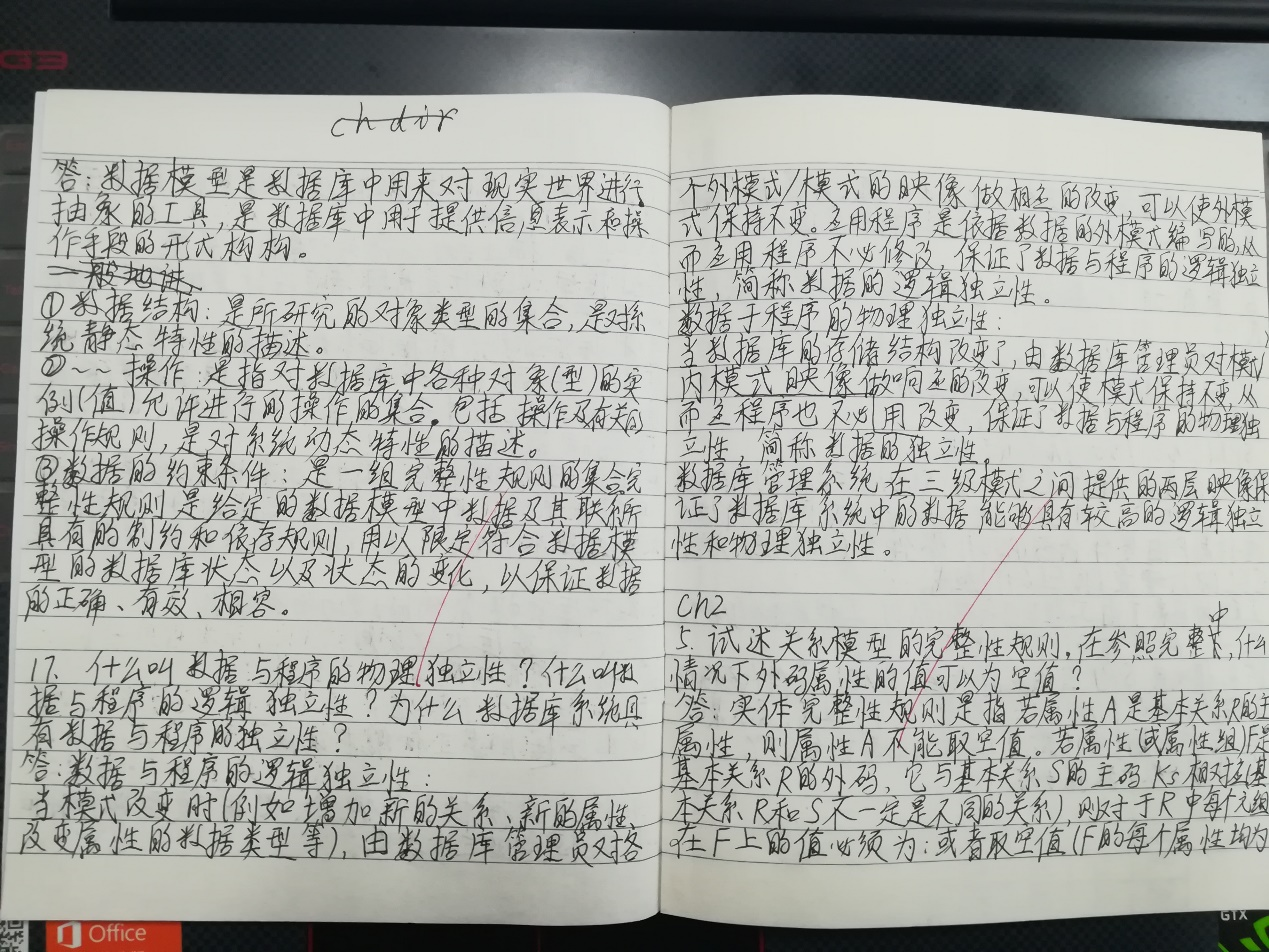 G3
chdir
答：数据模型是数据库中用来对现实世界进行
抽象的工具，是数据库中用于提供信息表示和操
作手段的形式构构。
一般地讲
①数据结构：是所研究的对象类型的集合，是对系
统静态特性的描述。
②~~操作：是指对数据库中各种对象(型)的实
例(值)允许进行的操作的集合。包括操作及有关的
操作规则，是对系统动态特性的描述。
③数据的约束条件：是一组完整性规则的集合完
整性规则是给定的数据模型中数据及其联系所
具有的制约和依存规则，用以限定符合数据模
型的数据库状态以及状态的变化，以保证数据
的正确、有效、相容。
17. 什么叫数据与程序的物理独立性？什么叫数
据与程序的逻辑独立性？为什么数据库系统具
有数据与程序的独立性？
答：数据与程序的逻辑独立性：
当模式改变时(例如增加新的关系、新的属性、
改变属性的数据类型等)，由数据库管理员对各
个外模式/模式的映像做相应的改变，可以使外模
式保持不变。应用程序是依据数据的外模式编写的，从
而应用程序不必修改，保证了数据与程序的逻辑独立
性，简称数据的逻辑独立性。
数据于程序的物理独立性：
当数据库的存储结构改变了，由数据库管理员对模式/
内模式映像做响应的改变，可以使模式保持不变，从
而应程序也不必用改变，保证了数据与程序的物理独
立性，简称数据的独立性。
数据库管理系统在三级模式之间提供的两层映像保
证了数据库系统中的数据能够具有较高的逻辑独立
性和物理独立性。
Ch2
5. 试述关系模型的完整性规则。在参照完整中，什么
情况下外码属性的值可以为空值？
答：实体完整性规则是指若属性A是基本关系R的主
属性，则属性A不能取空值。若属性(或属性组)F是
基本关系R的外码，它与基本关系S的主码Ks相对应(基
本关系R和S不一定是不同的关系)，则对于R中每个元组
在F上的值必须为：或者取空值(F的每个属性均为
Office
GTX